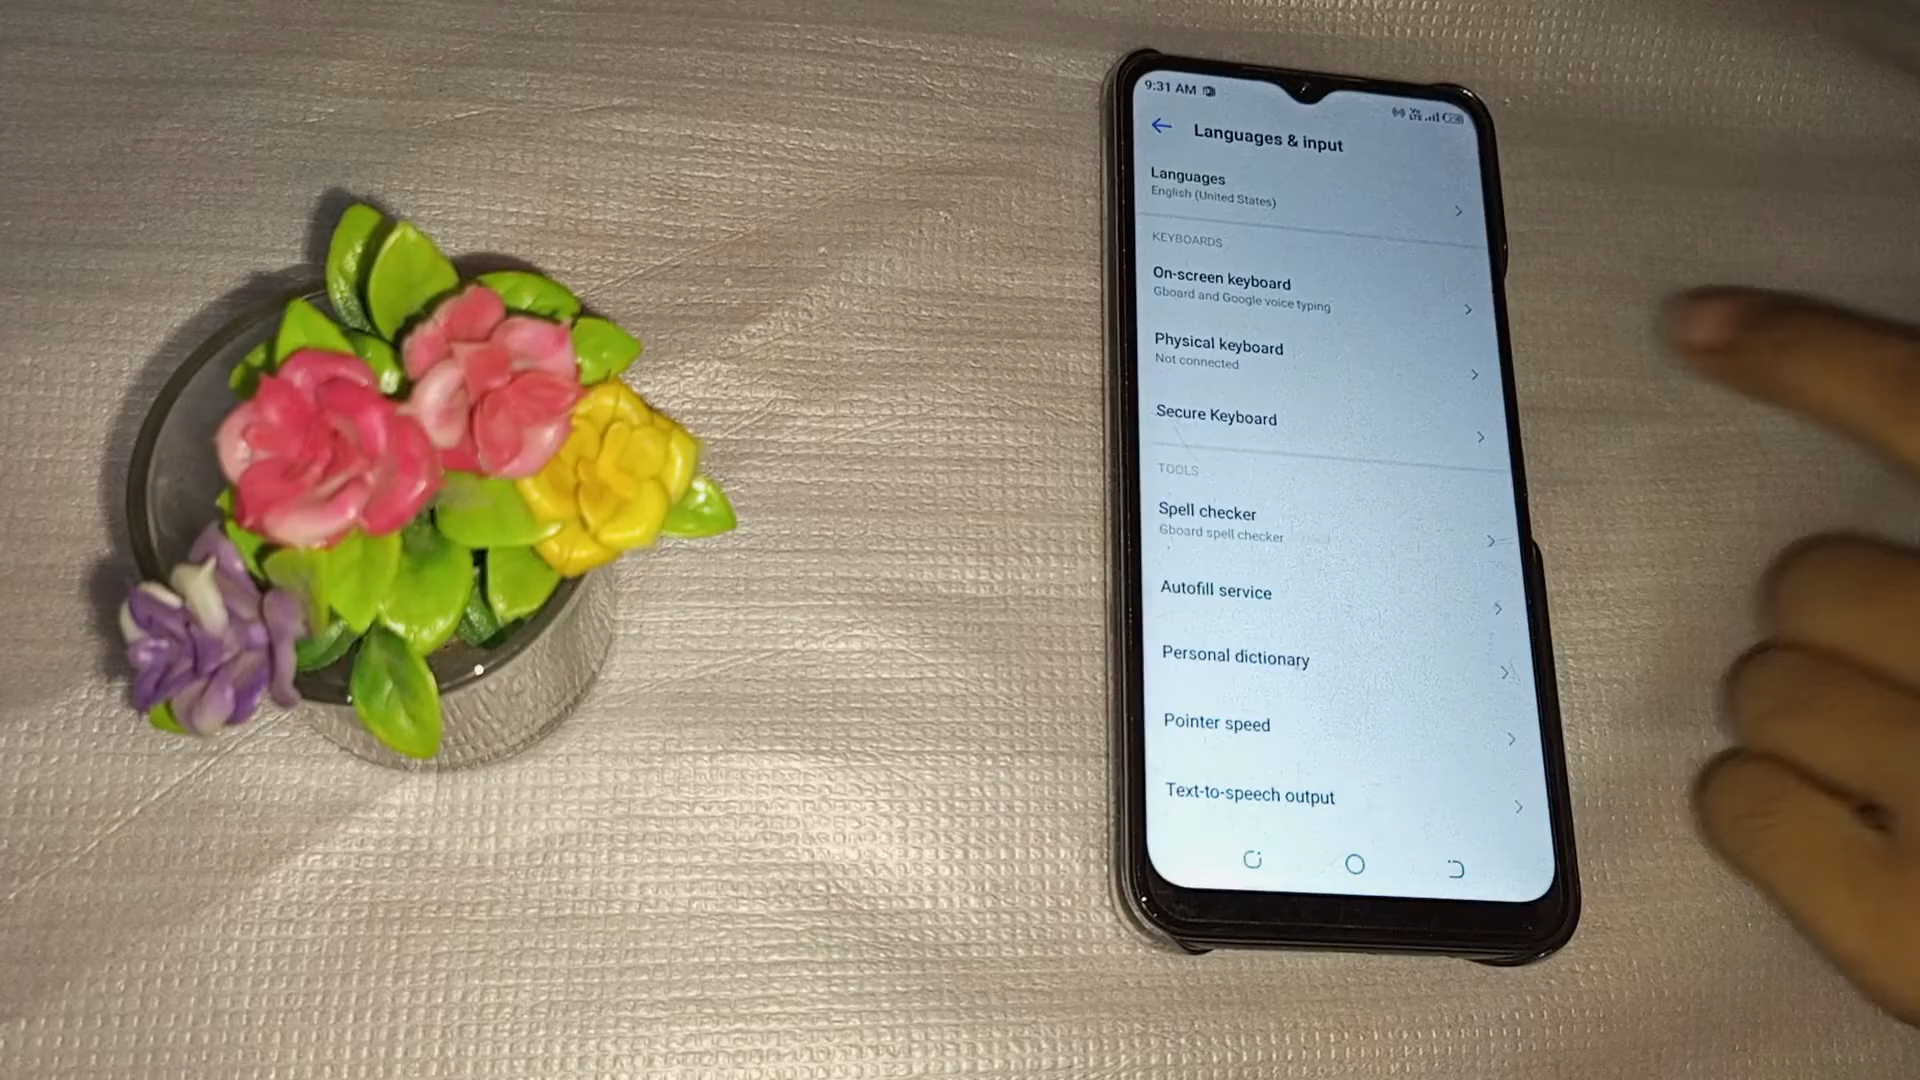 9:31 AM
Languages & input
Languages
English (United States)
KEYBOARDS
On-screen keyboard
Gboard and Google voice typing
Physical keyboard
Not connected
Secure Keyboard
TOOLS
Spell checker
Gboard spell checker
Autofill service
Personal dictionary
Pointer speed
Text-to-speech output